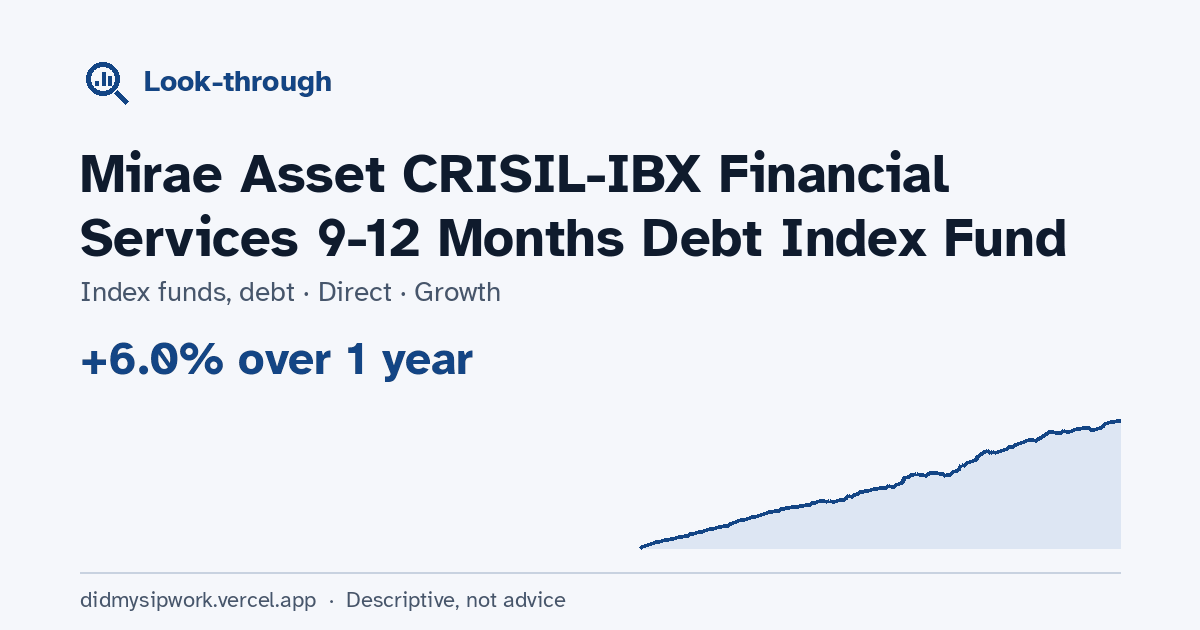 Look-through
Mirae Asset CRISIL-IBX Financial
Services 9-12 Months Debt Index Fund
Index funds, debt · Direct · Growth
+6.0% over 1 year
didmysipwork.vercel.app · Descriptive, not advice